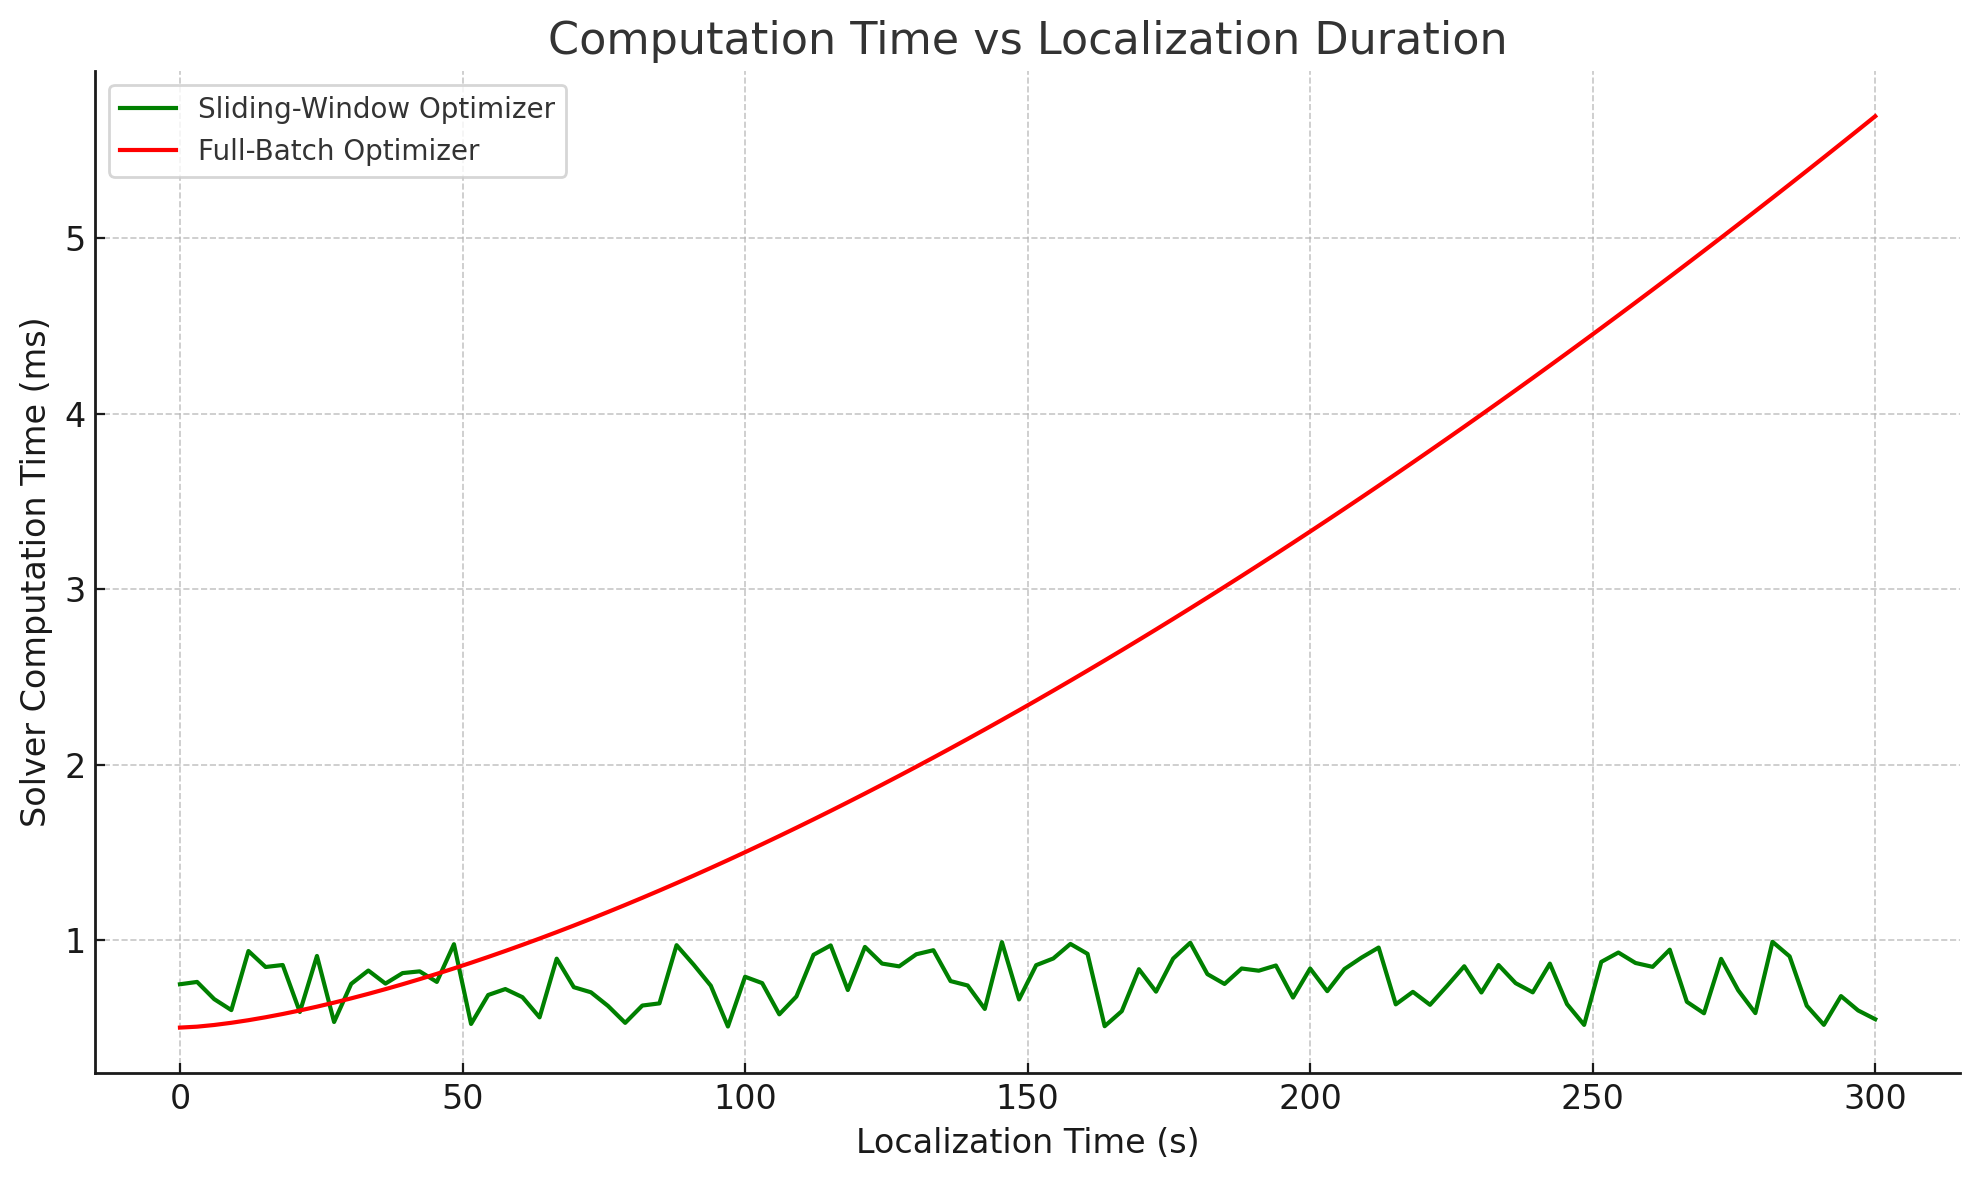 Computation Time vs Localization Duration
Sliding-Window Optimizer
Full-Batch Optimizer
Solver Computation Time (ms)
5
4
3
2
1
0 50 100 150 200 250 300
Localization Time (s)